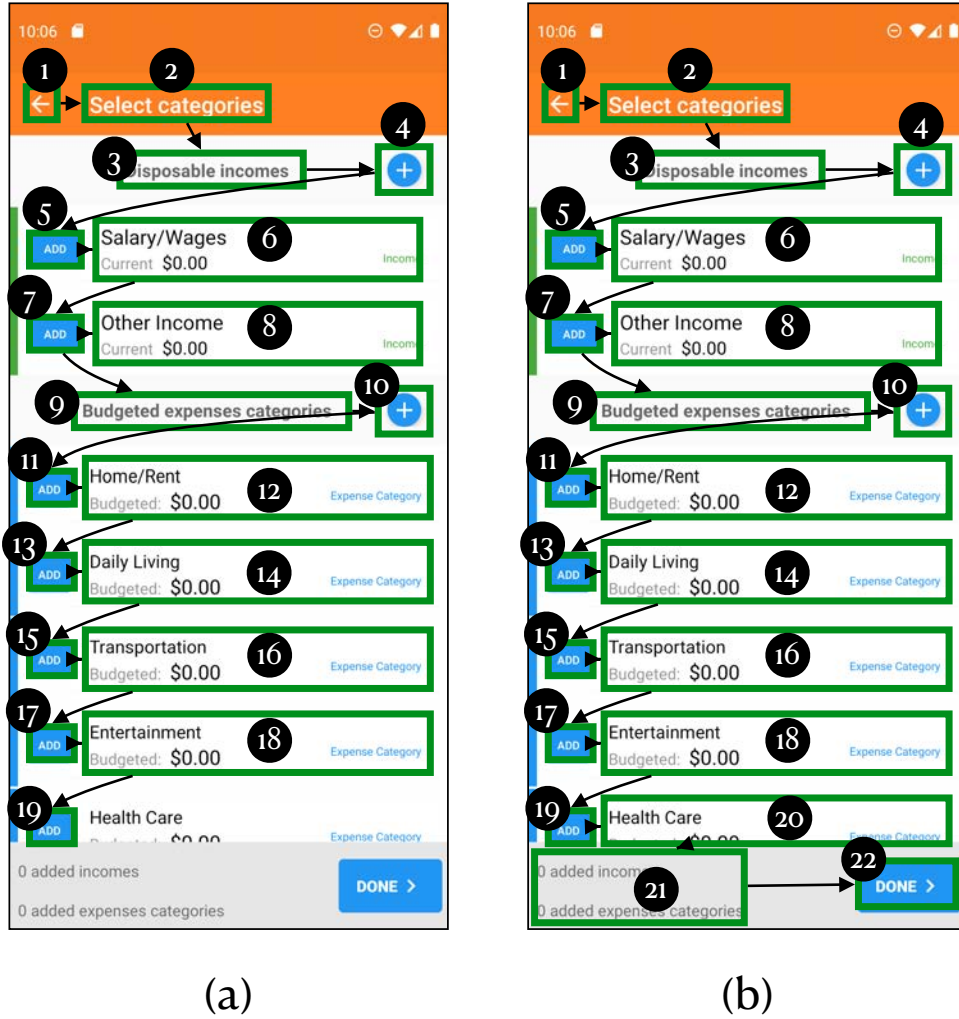 10:06
1
2
Select categories
3
Disposable incomes
4
5
ADD
Salary/Wages
6
Current $0.00
Incom
7
ADD
Other Income
8
Current $0.00
Incom
9
Budgeted expenses categories
10
11
ADD
Home/Rent
12
Budgeted: $0.00
Expense Category
13
ADD
Daily Living
14
Budgeted: $0.00
Expense Category
15
ADD
Transportation
16
Budgeted: $0.00
Expense Category
17
ADD
Entertainment
18
Budgeted: $0.00
Expense Category
19
ADD
Health Care
Expense Category
0 added incomes
0 added expenses categories
DONE
(a)
10:06
1
2
Select categories
3
Disposable incomes
4
5
ADD
Salary/Wages
6
Current $0.00
Incom
7
ADD
Other Income
8
Current $0.00
Incom
9
Budgeted expenses categories
10
11
ADD
Home/Rent
12
Budgeted: $0.00
Expense Category
13
ADD
Daily Living
14
Budgeted: $0.00
Expense Category
15
ADD
Transportation
16
Budgeted: $0.00
Expense Category
17
ADD
Entertainment
18
Budgeted: $0.00
Expense Category
19
ADD
Health Care
20
0 added incom
21
0 added expenses categories
22
DONE
(b)